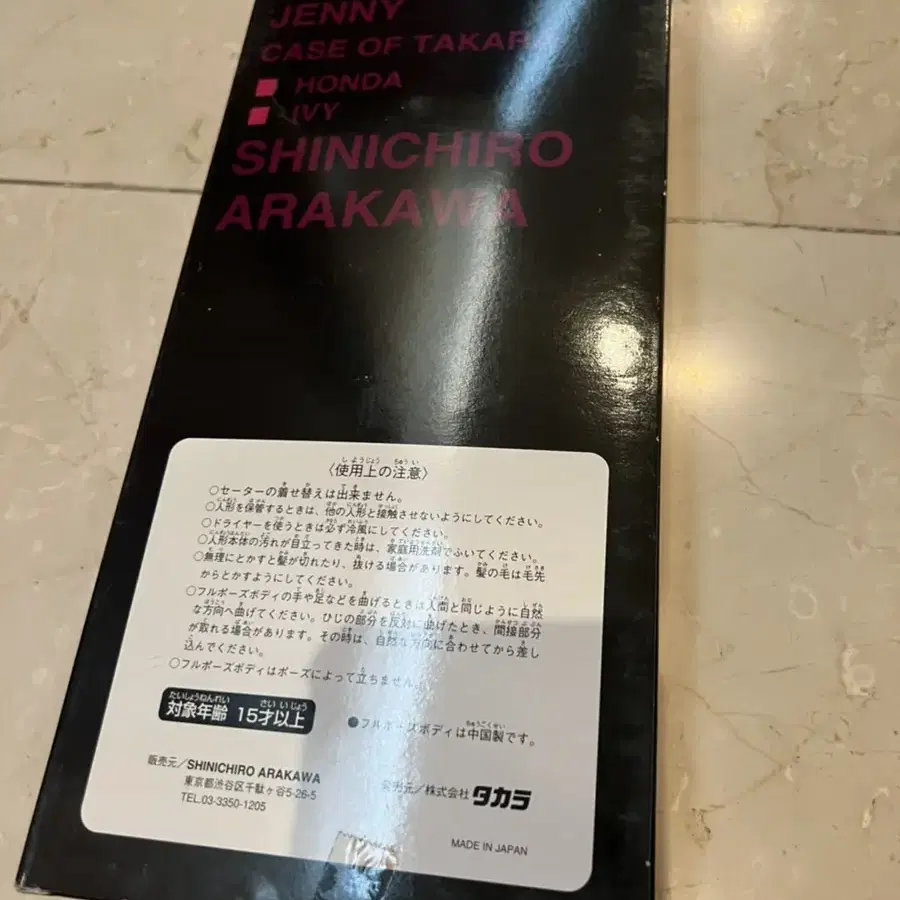 JENNY
CASE OF TAKARA
HONDA
IVY
SHINICHIRO
ARAKAWA
〈使用上の注意〉
○セーターの着せ替えは出来ません。
○人形を保管するときは、他の人形と接触させないようにしてください。
○ドライヤーを使うときは必ず冷風にしてください。
○人形本体の汚れが目立ってきた時は、家庭用洗剤でふいてください。
○無理にとかすと髪が切れたり、抜ける場合があります。髪の毛は毛先
からとかすようにしてください。
○フルポーズボディの手や足などを曲げるときは人間と同じように自然
な方向へ曲げてください。ひじの部分を反対に曲げたとき、間接部分
が取れる場合があります。その時は、自然な方向に合わせてから差し
込んでください。
○フルポーズボディはポーズによって立ちません。
対象年齢 15才以上
●フルポーズボディは中国製です。
販売元/SHINICHIRO ARAKAWA
東京都渋谷区千駄ヶ谷5-26-5
TEL.03-3350-1205
株式会社 タカラ
MADE IN JAPAN